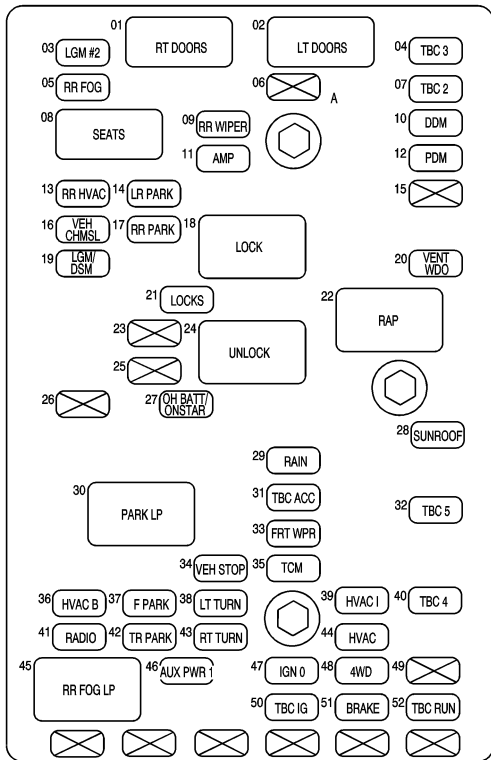 01 RT DOORS
02 LT DOORS
03 LGM #2
04 TBC 3
05 RR FOG
06
A
07 TBC 2
08 SEATS
09 RR WIPER
10 DDM
11 AMP
12 PDM
13 RR HVAC
14 LR PARK
15
16 VEH
CHMSL
17 RR PARK
18 LOCK
19 LGM/
DSM
20 VENT
WDO
21 LOCKS
22 RAP
23
24 UNLOCK
25
26
27 OH BATT/
ONSTAR
28 SUNROOF
29 RAIN
30 PARK LP
31 TBC ACC
32 TBC 5
33 FRT WPR
34 VEH STOP
35 TCM
36 HVAC B
37 F PARK
38 LT TURN
39 HVAC I
40 TBC 4
41 RADIO
42 TR PARK
43 RT TURN
44 HVAC
45 RR FOG LP
46 AUX PWR 1
47 IGN 0
48 4WD
49
50 TBC IG
51 BRAKE
52 TBC RUN